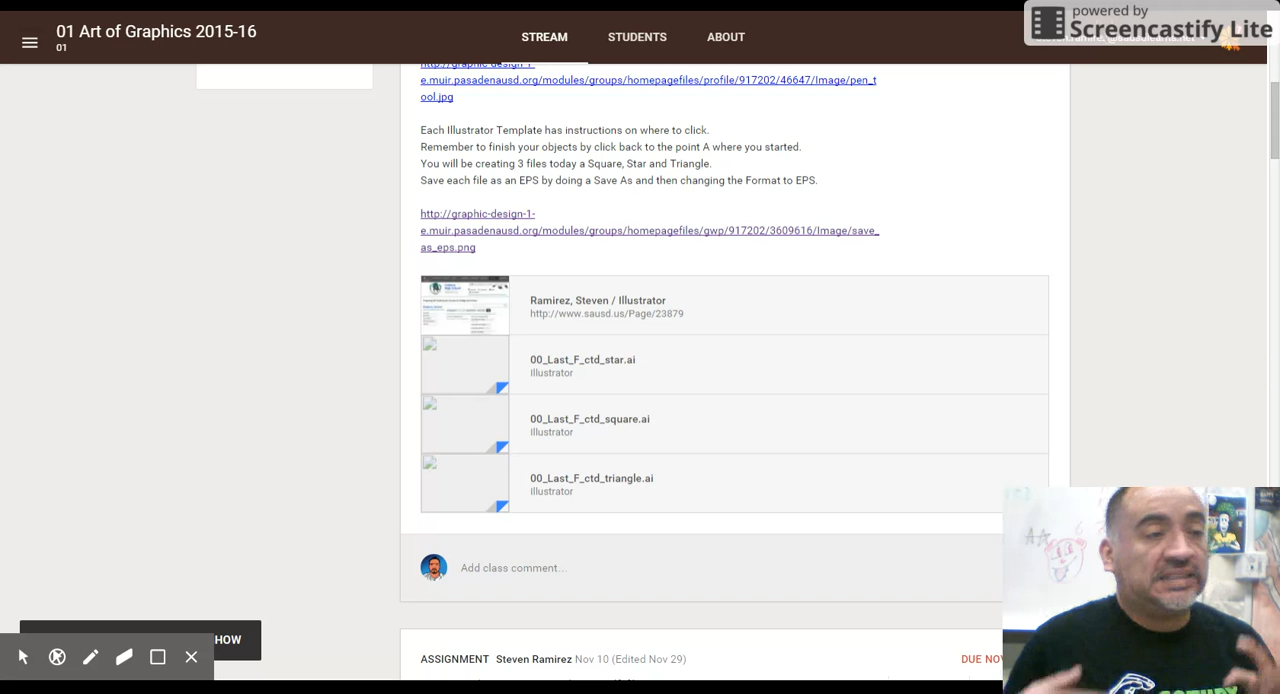 powered by
Screencastify Lite
01 Art of Graphics 2015-16
01
STREAM
STUDENTS
ABOUT
http://graphic-design-1-
e.muir.pasadenausd.org/modules/groups/homepagefiles/profile/917202/46647/Image/pen_t
ool.jpg
Each Illustrator Template has instructions on where to click.
Remember to finish your objects by click back to the point A where you started.
You will be creating 3 files today a Square, Star and Triangle.
Save each file as an EPS by doing a Save As and then changing the Format to EPS.
http://graphic-design-1-
e.muir.pasadenausd.org/modules/groups/homepagefiles/gwp/917202/3609616/Image/save_
as_eps.png
Ramirez, Steven / Illustrator
http://www.sausd.us/Page/23879
00_Last_F_ctd_star.ai
Illustrator
00_Last_F_ctd_square.ai
Illustrator
00_Last_F_ctd_triangle.ai
Illustrator
Add class comment...
HOW
ASSIGNMENT Steven Ramirez Nov 10 (Edited Nov 29)
DUE NOV